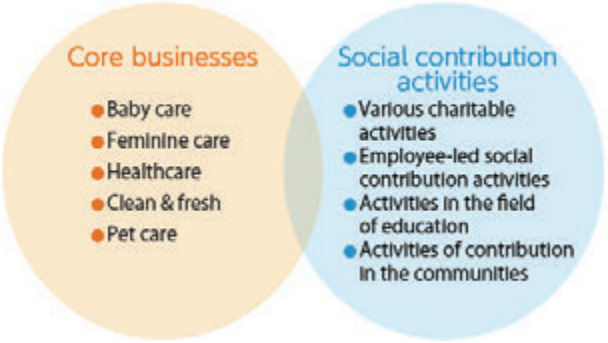 Core businesses
● Baby care
● Feminine care
● Healthcare
● Clean & fresh
● Pet care
Social contribution
activities
● Various charitable
activities
● Employee-led social
contribution activities
● Activities in the field
of education
● Activities of contribution
in the communities